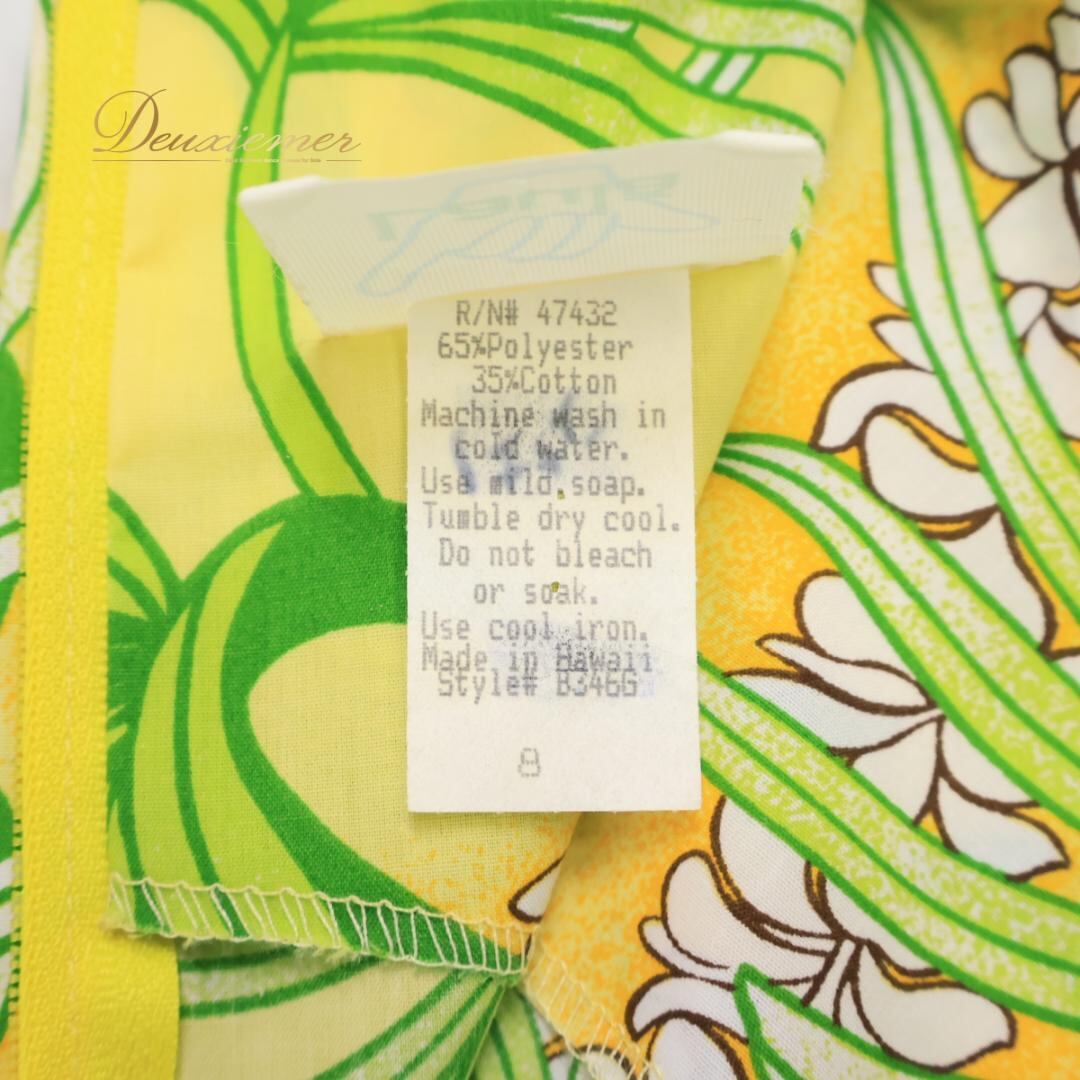 Deuxiemer
R/N# 47432
65%Polyester
35%Cotton
Machine wash in
cold water.
Use mild soap.
Tumble dry cool.
Do not bleach
or soak.
Use cool iron.
Made in Hawaii
Style# B346G
8